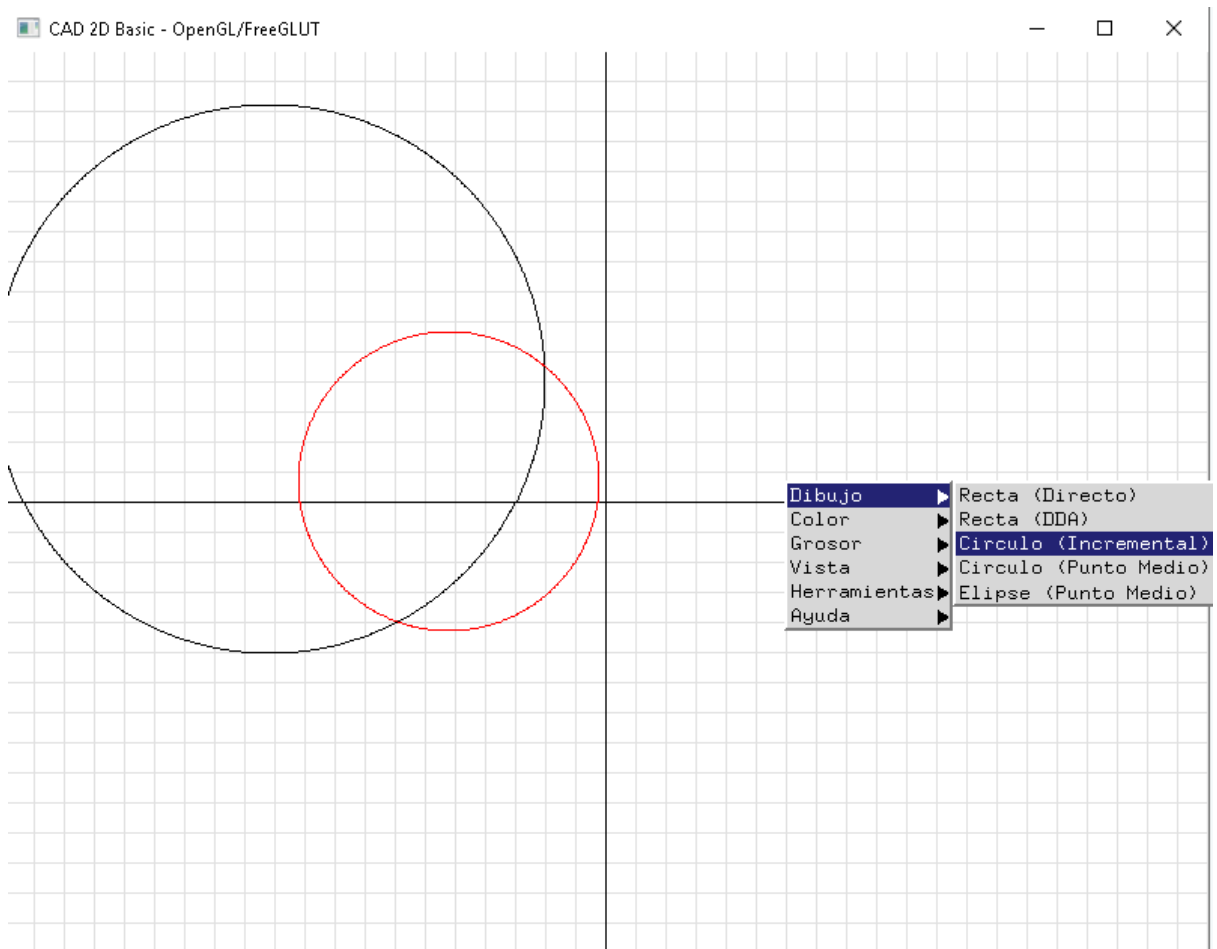 CAD 2D Basic - OpenGL/FreeGLUT
Dibujo
Color
Grosor
Vista
Herramientas
Ayuda
Recta (Directo)
Recta (DDA)
Circulo (Incremental)
Circulo (Punto Medio)
Elipse (Punto Medio)